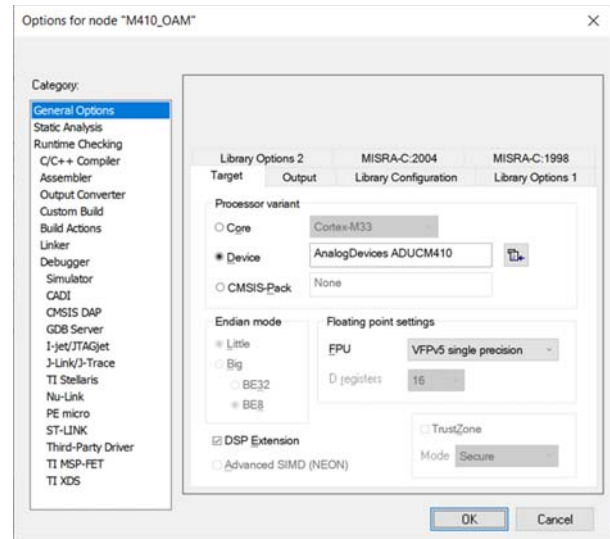 Options for node "M410_OAM"
Category:
General Options
Static Analysis
Runtime Checking
C/C++ Compiler
Assembler
Output Converter
Custom Build
Build Actions
Linker
Debugger
Simulator
CADI
CMSIS DAP
GDB Server
I-jet/JTAGjet
J-Link/J-Trace
TI Stellaris
Nu-Link
PE micro
ST-LINK
Third-Party Driver
TI MSP-FET
TI XDS
Library Options 2 MISRA-C:2004 MISRA-C:1998
Target Output Library Configuration Library Options 1
Processor variant
Core Cortex-M33
Device AnalogDevices ADUCM410
CMSIS-Pack None
Endian mode
Little
Big
BE32
BE8
Floating point settings
FPU VFPv5 single precision
D registers 16
DSP Extension
Advanced SIMD (NEON)
TrustZone
Mode Secure
OK Cancel